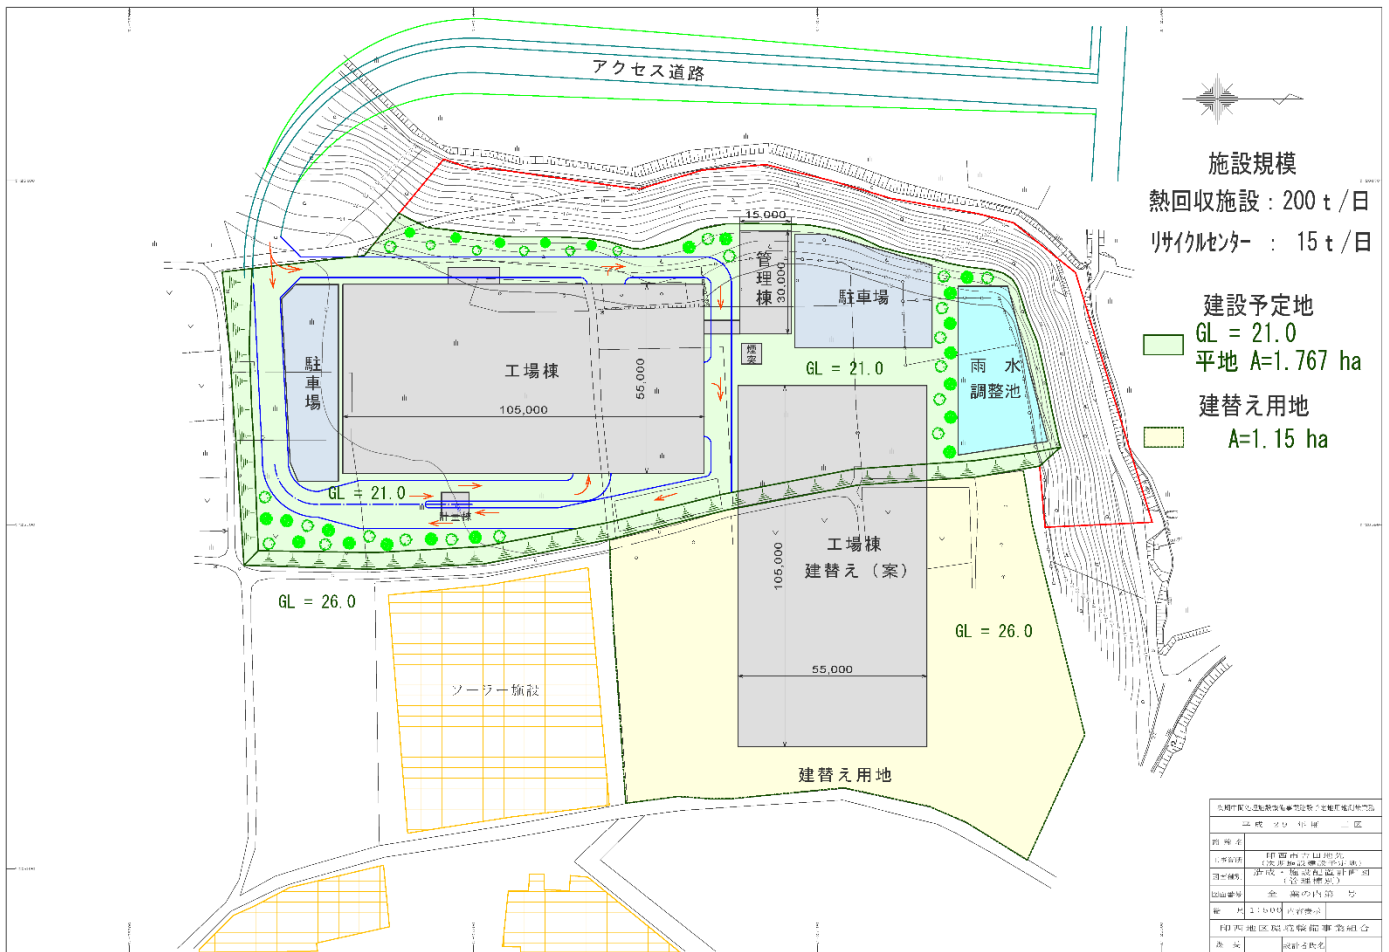 アクセス道路
施設規模
熱回収施設：200ｔ/日
リサイクルセンター ： 15ｔ/日
建設予定地
GL = 21.0
平地 A=1.767 ha
建替え用地
A=1.15 ha
15,000
管理棟
30,000
駐車場
煙突
GL = 21.0
雨 水
調整池
駐車場
工場棟
55,000
105,000
GL = 21.0
計量棟
GL = 26.0
工場棟
建替え（案）
105,000
GL = 26.0
55,000
ソーラー施設
建替え用地
1:500
印西地区環境整備事業組合